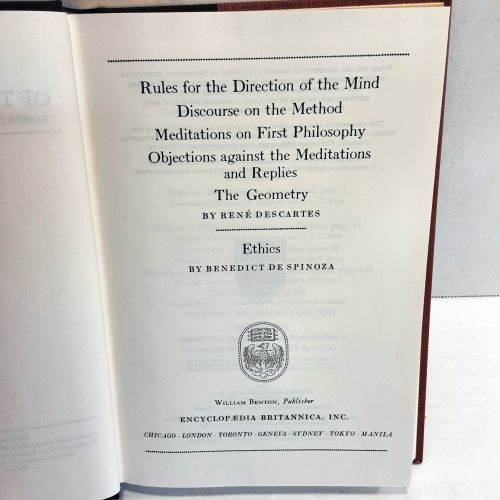 OF T
ROBER
Rules for the Direction of the Mind
Discourse on the Method
Meditations on First Philosophy
Objections against the Meditations
and Replies
The Geometry
BY RENÉ DESCARTES
Ethics
BY BENEDICT DE SPINOZA
WILLIAM BENTON, Publisher
ENCYCLOPÆDIA BRITANNICA, INC.
CHICAGO · LONDON · TORONTO · GENEVA · SYDNEY · TOKYO · MANILA